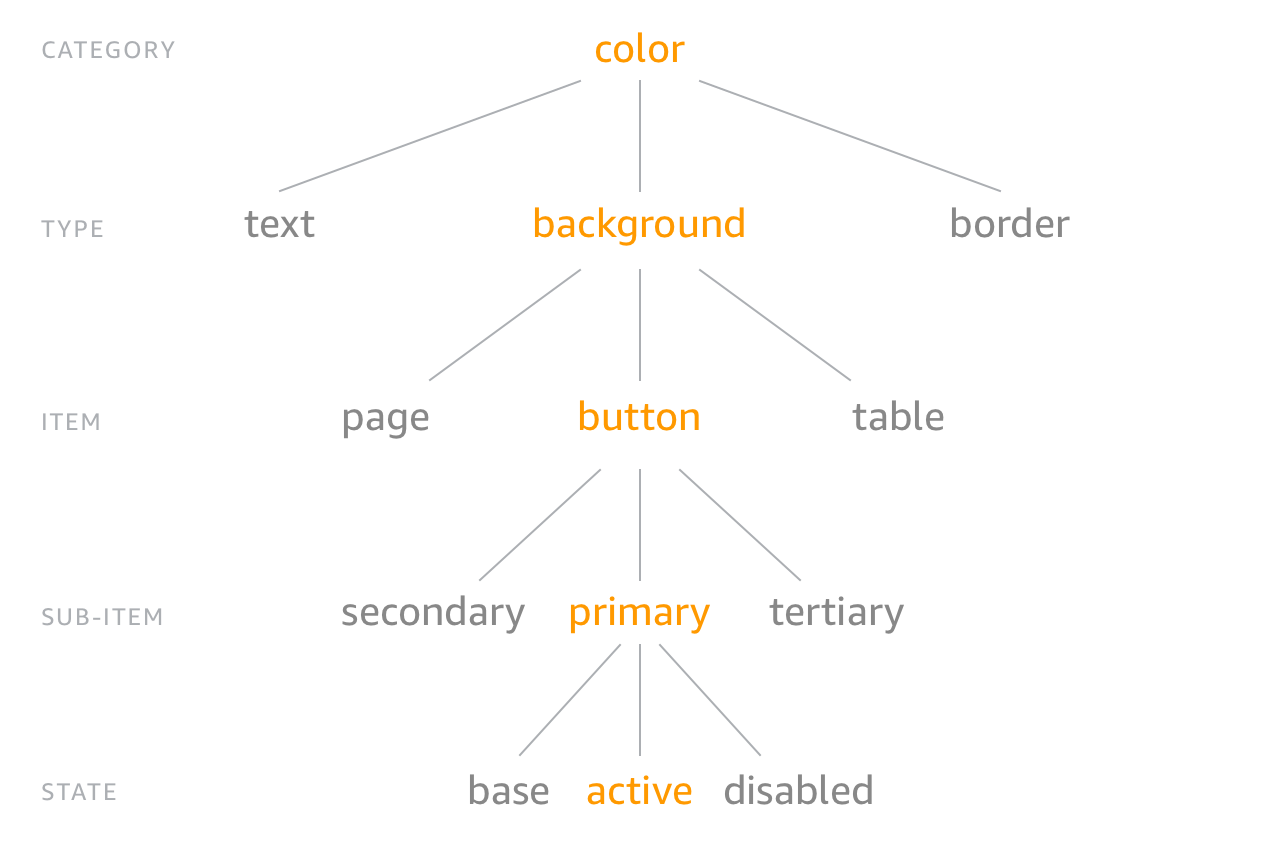 CATEGORY color
TYPE text background border
ITEM page button table
SUB-ITEM secondary primary tertiary
STATE base active disabled